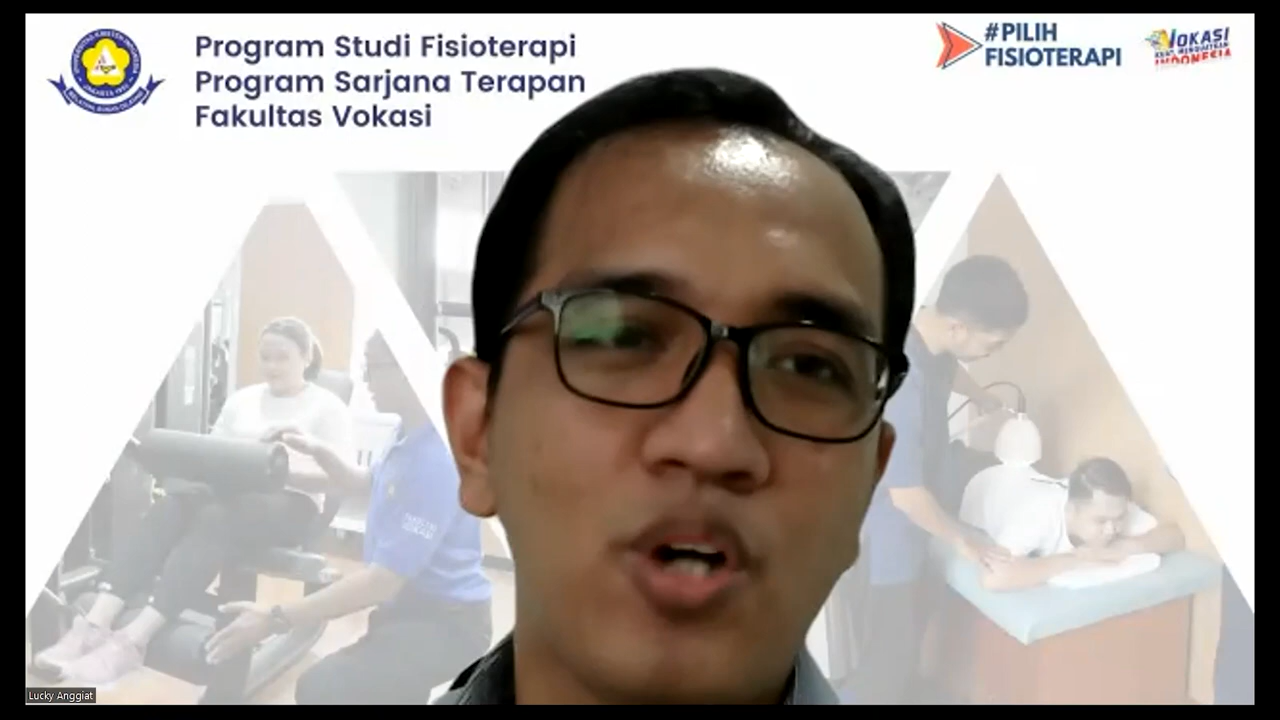 Program Studi Fisioterapi
Program Sarjana Terapan
Fakultas Vokasi
#PILIH
FISIOTERAPI
VOKASI
INDONESIA
Lucky Anggiat